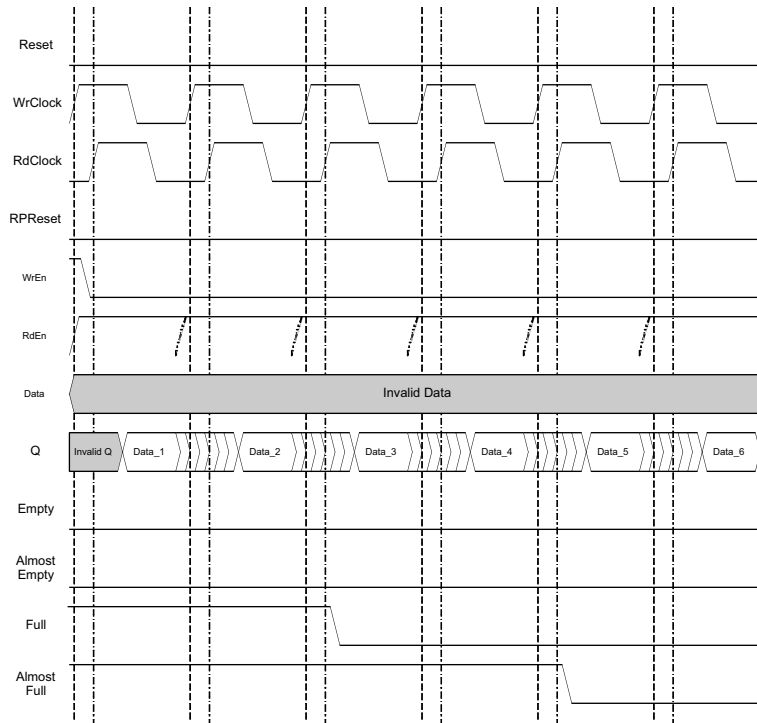 Reset
WrClock
RdClock
RPReset
WrEn
RdEn
Data
Invalid Data
Q
Invalid Q
Data_1
Data_2
Data_3
Data_4
Data_5
Data_6
Empty
Almost
Empty
Full
Almost
Full